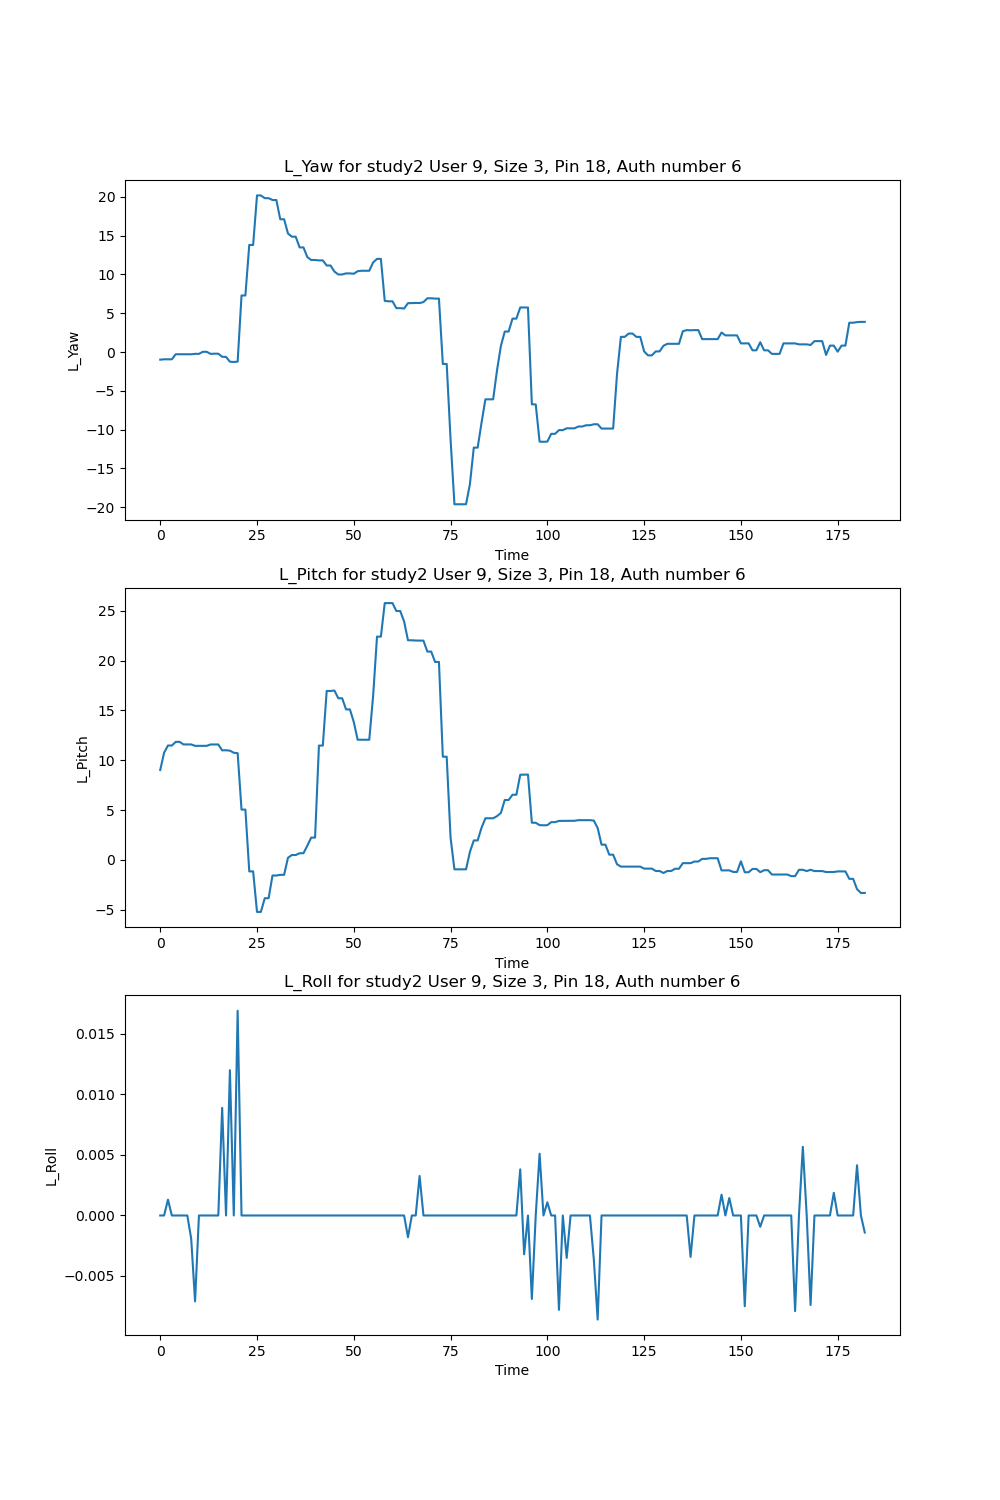 L_Yaw for study2 User 9, Size 3, Pin 18, Auth number 6
20
15
10
5
0
−5
−10
−15
−20
L_Yaw
0 25 50 75 100 125 150 175
Time
L_Pitch for study2 User 9, Size 3, Pin 18, Auth number 6
25
20
15
10
5
0
−5
L_Pitch
0 25 50 75 100 125 150 175
Time
L_Roll for study2 User 9, Size 3, Pin 18, Auth number 6
0.015
0.010
0.005
0.000
−0.005
L_Roll
0 25 50 75 100 125 150 175
Time